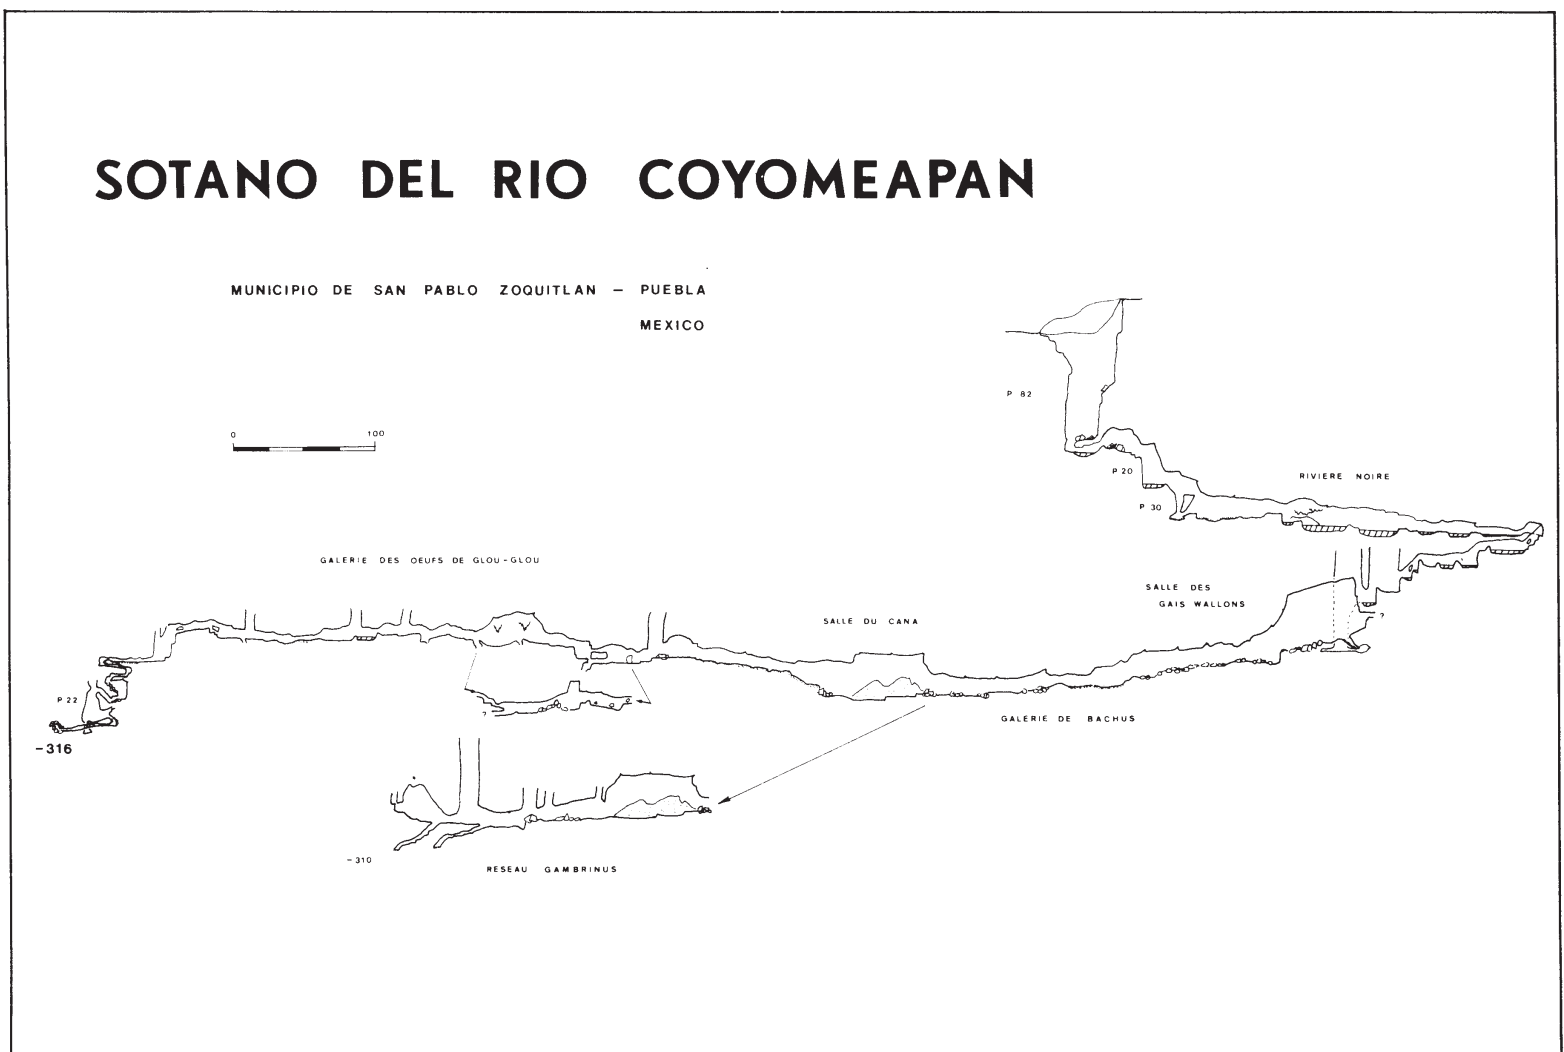 SOTANO DEL RIO COYOMEAPAN
MUNICIPIO DE SAN PABLO ZOQUITLAN – PUEBLA
MEXICO
0 100
P 82
P 20
RIVIERE NOIRE
P 30
GALERIE DES OEUFS DE GLOU-GLOU
SALLE DES
GAIS WALLONS
SALLE DU CANA
?
P 22
?
GALERIE DE BACHUS
-316
-310
RESEAU GAMBRINUS